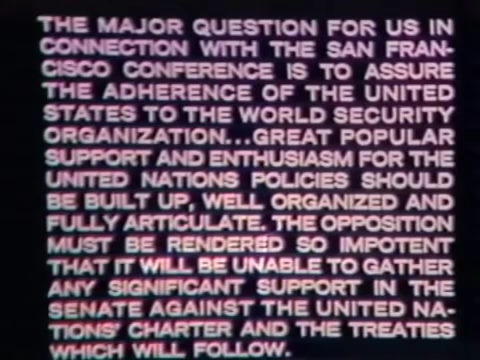 THE MAJOR QUESTION FOR US IN
CONNECTION WITH THE SAN FRAN-
CISCO CONFERENCE IS TO ASSURE
THE ADHERENCE OF THE UNITED
STATES TO THE WORLD SECURITY
ORGANIZATION...GREAT POPULAR
SUPPORT AND ENTHUSIASM FOR THE
UNITED NATIONS POLICIES SHOULD
BE BUILT UP, WELL ORGANIZED AND
FULLY ARTICULATE. THE OPPOSITION
MUST BE RENDERED SO IMPOTENT
THAT IT WILL BE UNABLE TO GATHER
ANY SIGNIFICANT SUPPORT IN THE
SENATE AGAINST THE UNITED NA-
TIONS' CHARTER AND THE TREATIES
WHICH WILL FOLLOW.